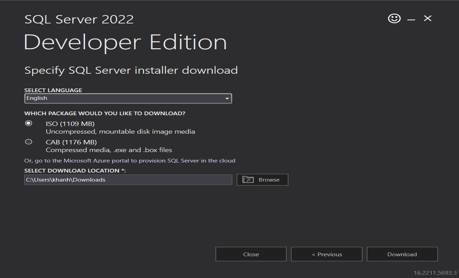 SQL Server 2022
Developer Edition
Specify SQL Server installer download
SELECT LANGUAGE
English
WHICH PACKAGE WOULD YOU LIKE TO DOWNLOAD?
ISO (1109 MB)
Uncompressed, mountable disk image media
CAB (1176 MB)
Compressed media, .exe and .box files
Or, go to the Microsoft Azure portal to provision SQL Server in the cloud
SELECT DOWNLOAD LOCATION *:
C:\Users\khanh\Downloads
Browse
Close
< Previous
Download
16.2211.5693.3